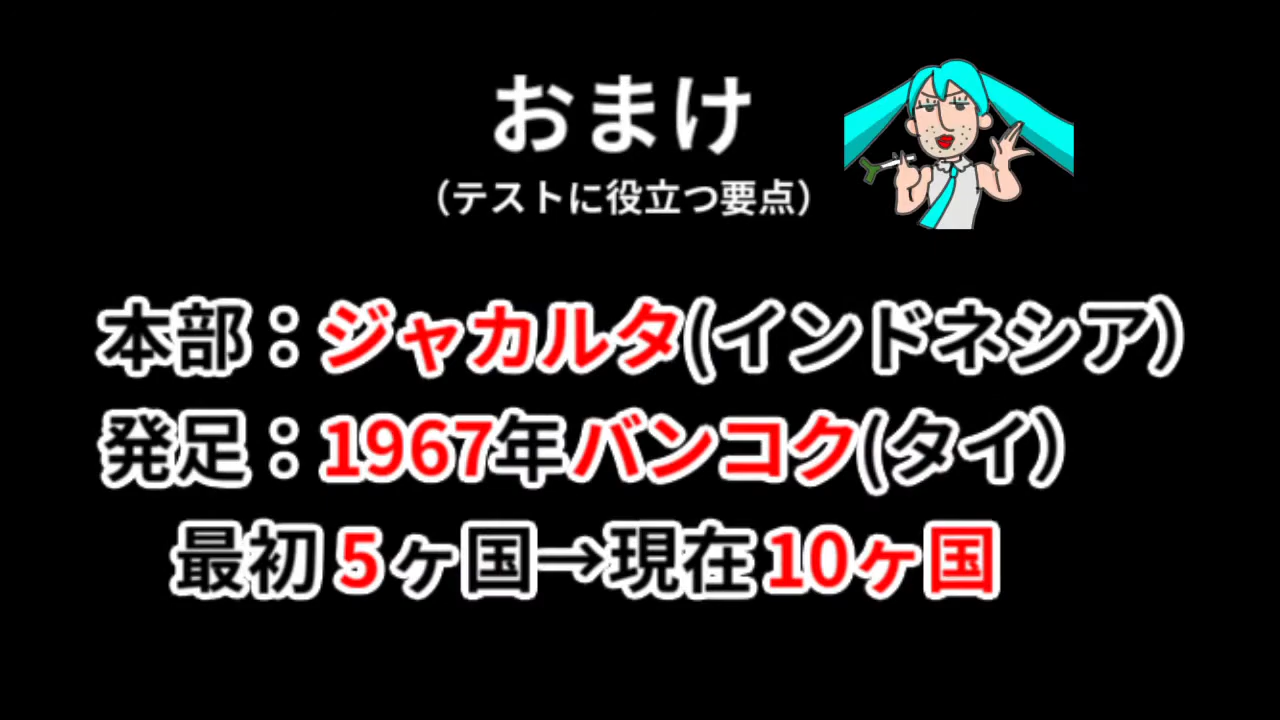 おまけ
（テストに役立つ要点）
本部：ジャカルタ(インドネシア）
発足：1967年バンコク(タイ）
最初5ヶ国→現在10ヶ国